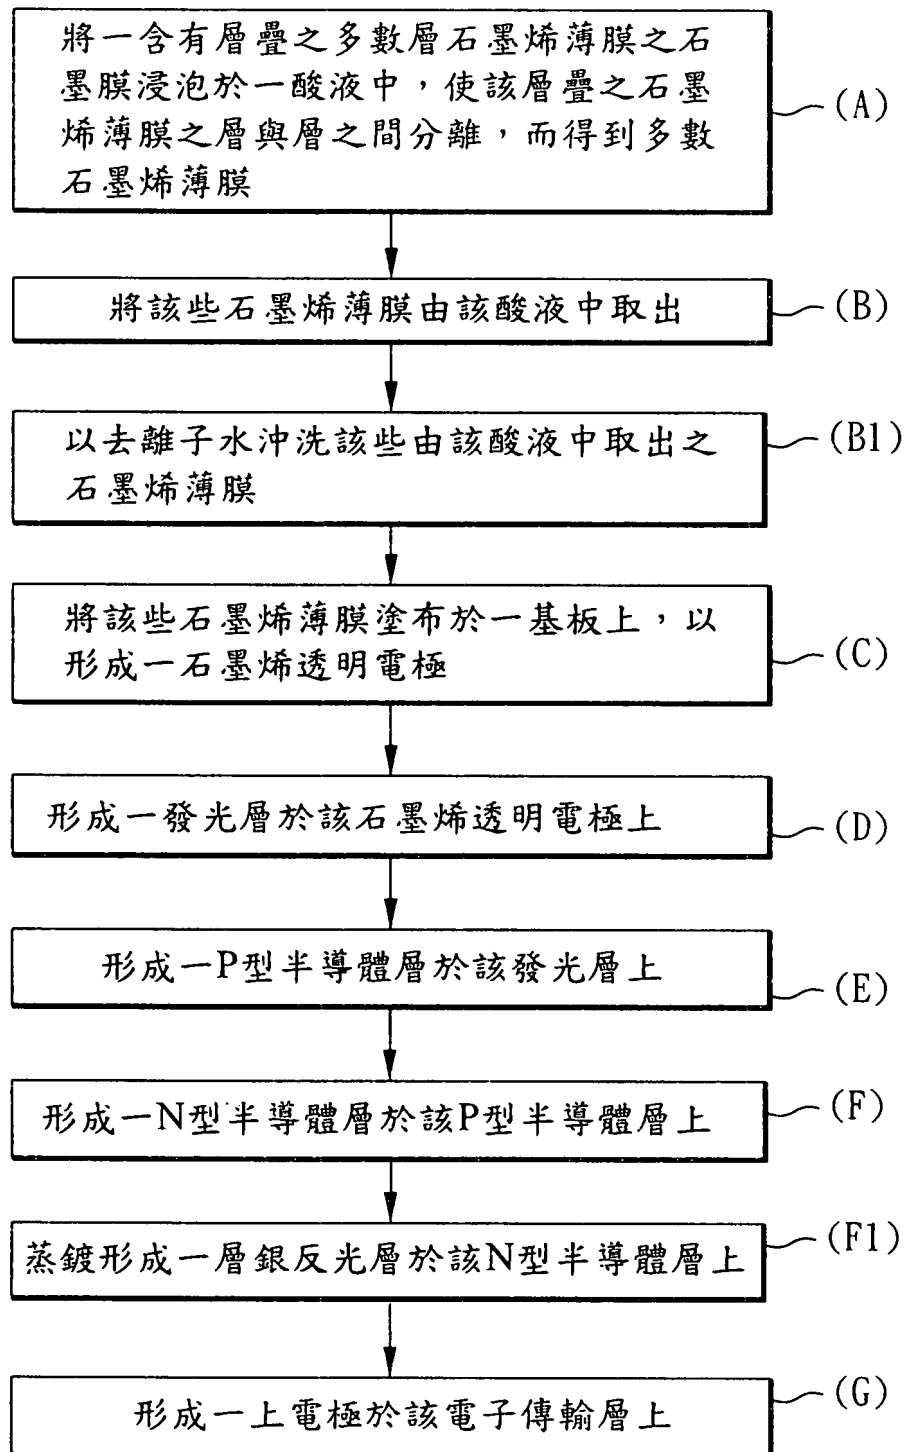 將一含有層疊之多數層石墨烯薄膜之石
墨膜浸泡於一酸液中，使該層疊之石墨
烯薄膜之層與層之間分離，而得到多數
石墨烯薄膜
(A)
將該些石墨烯薄膜由該酸液中取出
(B)
以去離子水沖洗該些由該酸液中取出之
石墨烯薄膜
(B1)
將該些石墨烯薄膜塗布於一基板上，以
形成一石墨烯透明電極
(C)
形成一發光層於該石墨烯透明電極上
(D)
形成一P型半導體層於該發光層上
(E)
形成一N型半導體層於該P型半導體層上
(F)
蒸鍍形成一層銀反光層於該N型半導體層上
(F1)
形成一上電極於該電子傳輸層上
(G)